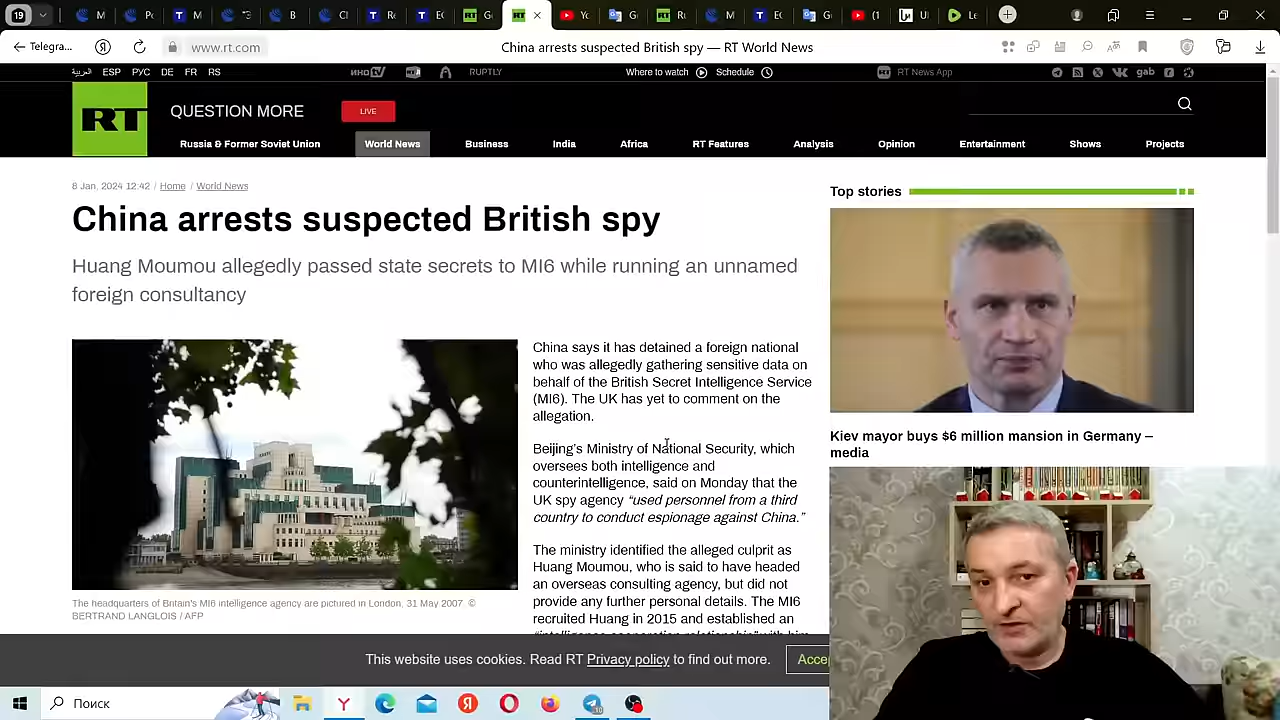 19
Telegra...
www.rt.com
China arrests suspected British spy — RT World News
العربية ESP РУС DE FR RS
ИНОTV
RUPTLY
Where to watch
Schedule
RT News App
gab
RT
QUESTION MORE
LIVE
Russia & Former Soviet Union World News Business India Africa RT Features Analysis Opinion Entertainment Shows Projects
8 Jan, 2024 12:42 / Home / World News
China arrests suspected British spy
Huang Moumou allegedly passed state secrets to MI6 while running an unnamed
foreign consultancy
The headquarters of Britain's MI6 intelligence agency are pictured in London, 31 May 2007. ©
BERTRAND LANGLOIS / AFP
China says it has detained a foreign national
who was allegedly gathering sensitive data on
behalf of the British Secret Intelligence Service
(MI6). The UK has yet to comment on the
allegation.
Beijing's Ministry of National Security, which
oversees both intelligence and
counterintelligence, said on Monday that the
UK spy agency “used personnel from a third
country to conduct espionage against China.”
The ministry identified the alleged culprit as
Huang Moumou, who is said to have headed
an overseas consulting agency, but did not
provide any further personal details. The MI6
recruited Huang in 2015 and established an
Top stories
Kiev mayor buys $6 million mansion in Germany –
media
This website uses cookies. Read RT Privacy policy to find out more.
Поиск